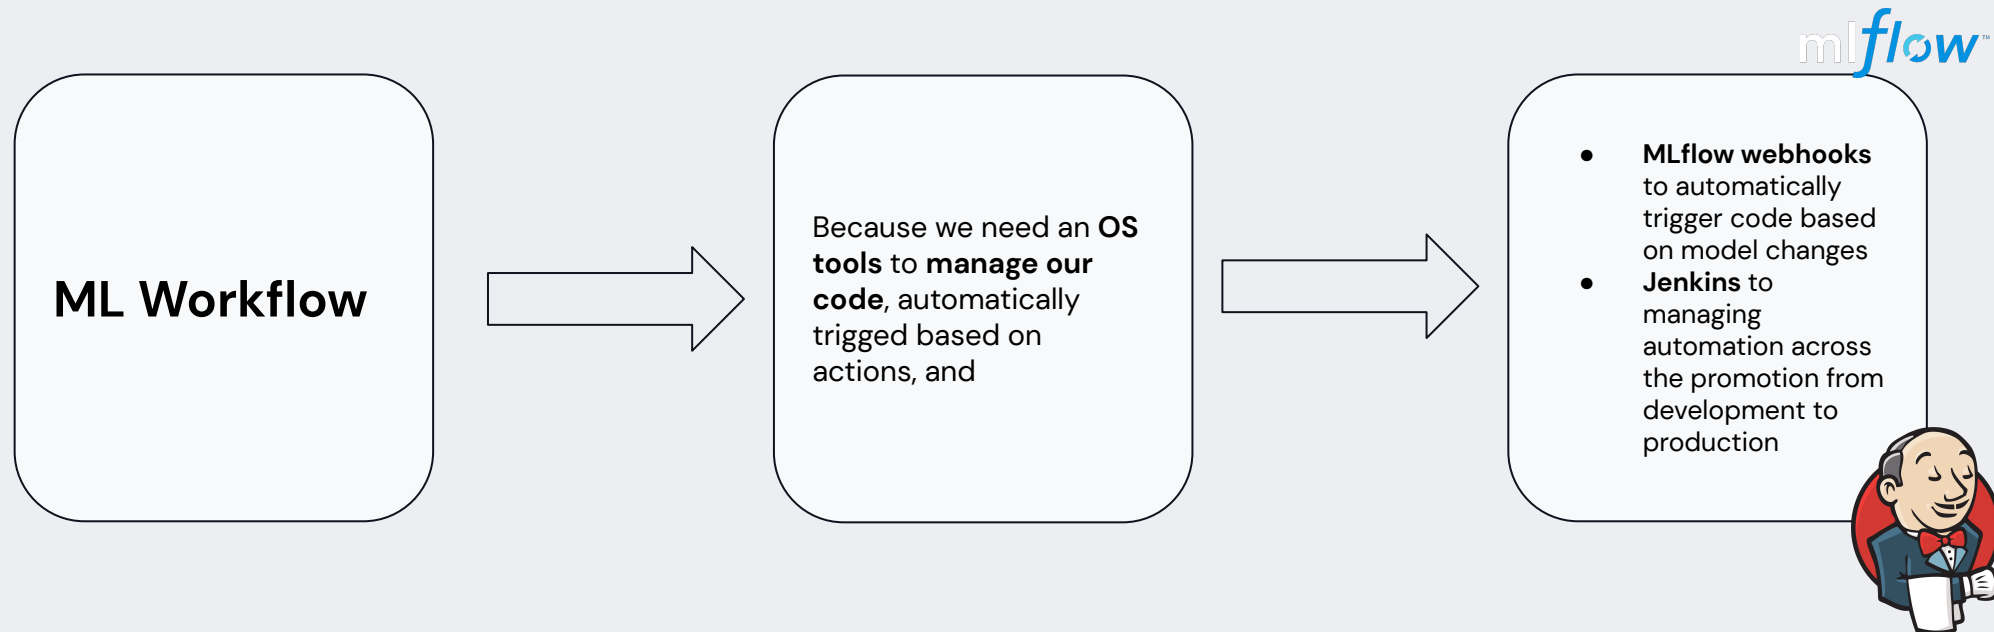 mlflow™
ML Workflow
Because we need an OS
tools to manage our
code, automatically
trigged based on
actions, and
● MLflow webhooks
to automatically
trigger code based
on model changes
● Jenkins to
managing
automation across
the promotion from
development to
production